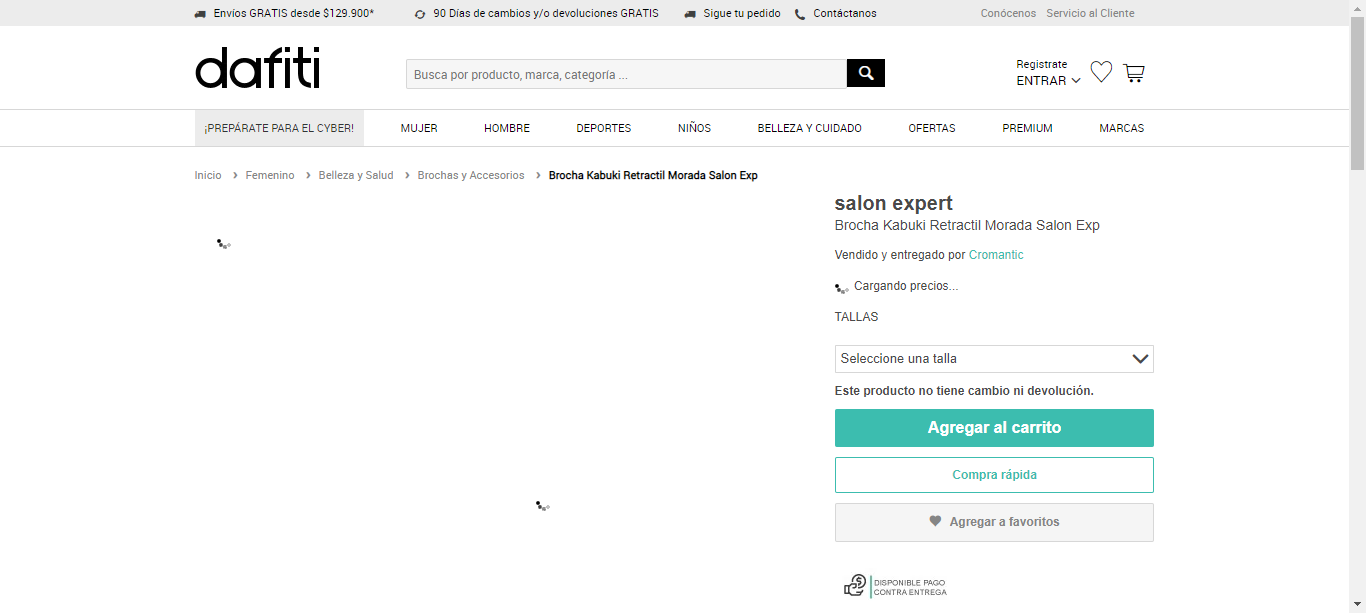 Envíos GRATIS desde $129.900*
90 Días de cambios y/o devoluciones GRATIS
Sigue tu pedido
Contáctanos
Conócenos
Servicio al Cliente
dafiti
Busca por producto, marca, categoría ...
Registrate
ENTRAR
¡PREPÁRATE PARA EL CYBER!
MUJER
HOMBRE
DEPORTES
NIÑOS
BELLEZA Y CUIDADO
OFERTAS
PREMIUM
MARCAS
Inicio > Femenino > Belleza y Salud > Brochas y Accesorios > Brocha Kabuki Retractil Morada Salon Exp
salon expert
Brocha Kabuki Retractil Morada Salon Exp
Vendido y entregado por Cromantic
Cargando precios...
TALLAS
Seleccione una talla
Este producto no tiene cambio ni devolución.
Agregar al carrito
Compra rápida
Agregar a favoritos
DISPONIBLE PAGO
CONTRA ENTREGA